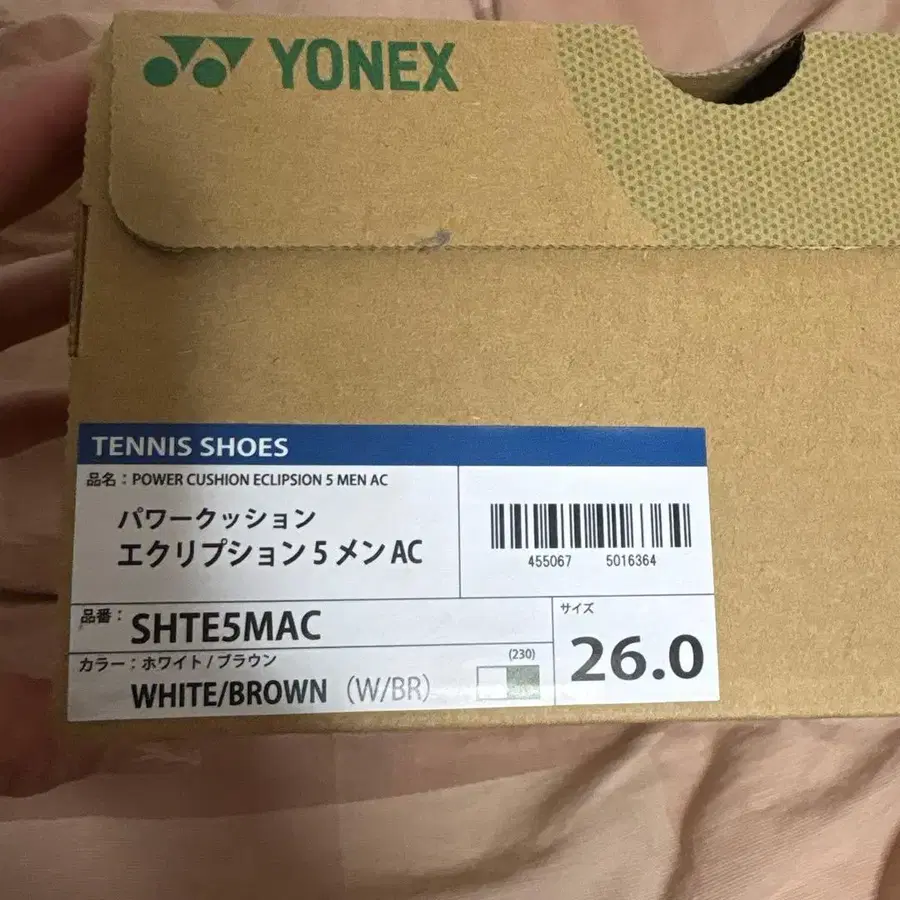 YONEX
TENNIS SHOES
品名：POWER CUSHION ECLIPSION 5 MEN AC
パワークッション
エクリプション 5 メン AC
455067 5016364
品番：SHTE5MAC
サイズ
26.0
カラー：ホワイト / ブラウン
(230)
WHITE/BROWN（W/BR）